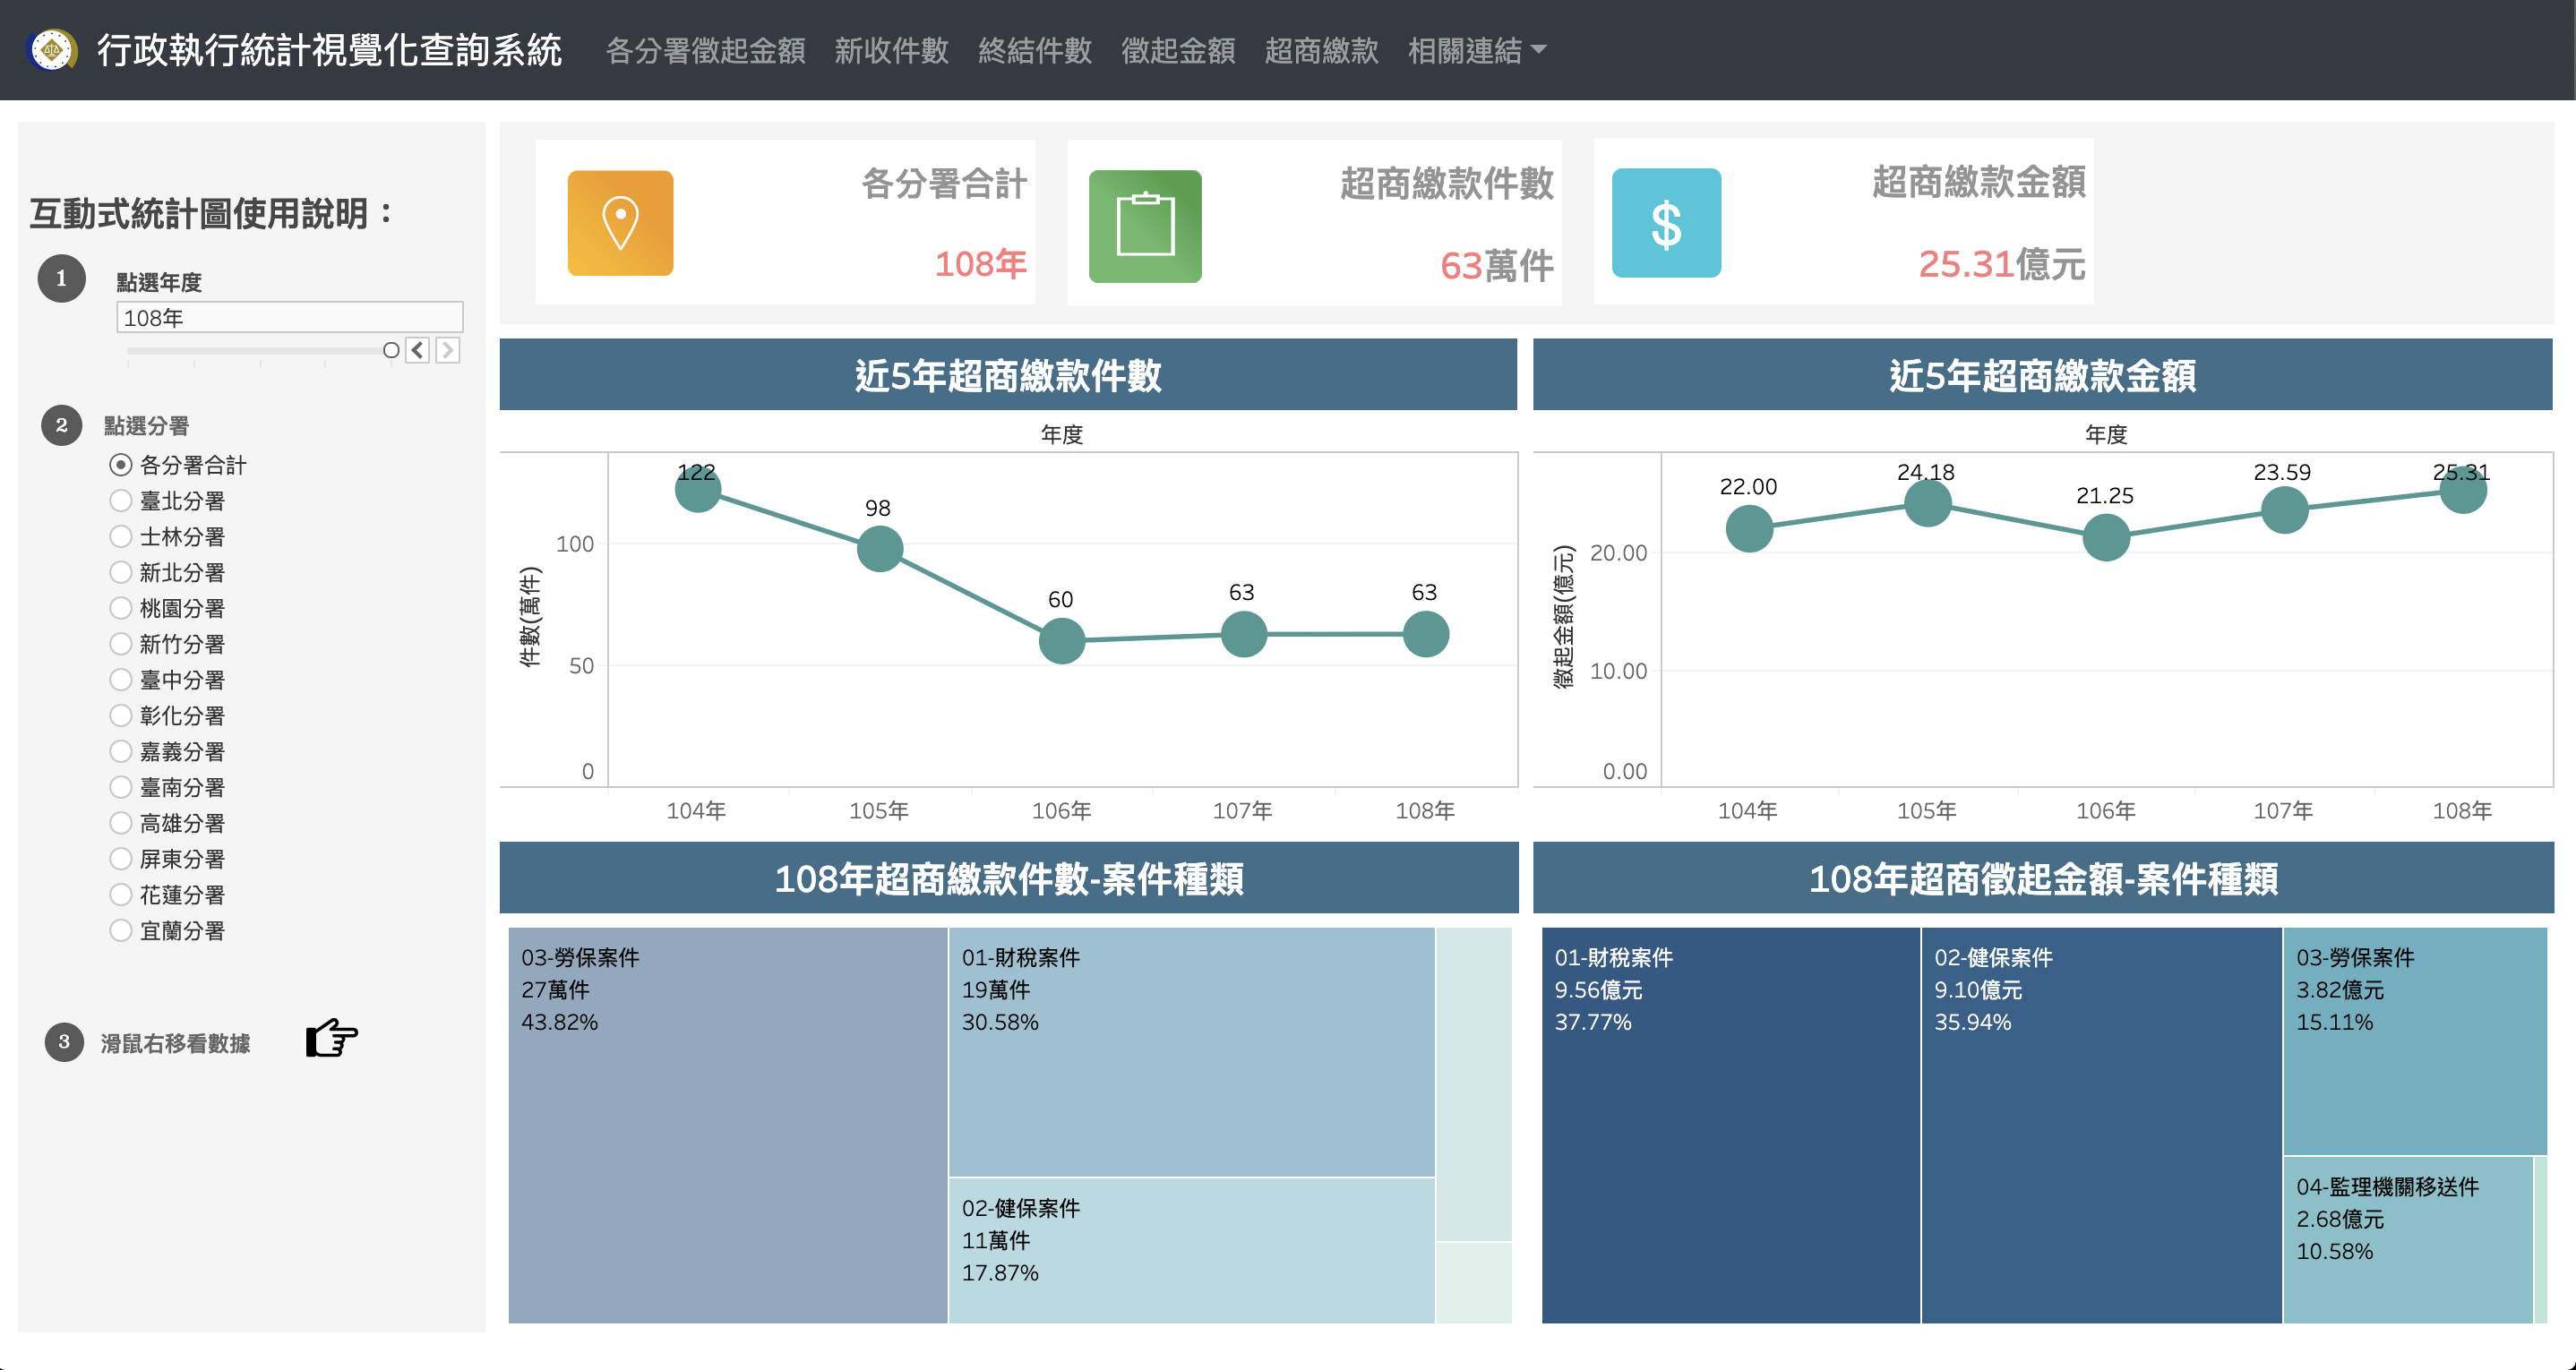 行政執行統計視覺化查詢系統 各分署徵起金額 新收件數 終結件數 徵起金額 超商繳款 相關連結
互動式統計圖使用說明：
1 點選年度
108年
2 點選分署
各分署合計
臺北分署
士林分署
新北分署
桃園分署
新竹分署
臺中分署
彰化分署
嘉義分署
臺南分署
高雄分署
屏東分署
花蓮分署
宜蘭分署
3 滑鼠右移看數據
各分署合計
108年
超商繳款件數
63萬件
$
超商繳款金額
25.31億元
近5年超商繳款件數
年度
件數(萬件)
100
50
0
122
98
60
63
63
104年 105年 106年 107年 108年
近5年超商繳款金額
年度
徵起金額(億元)
20.00
10.00
0.00
22.00
24.18
21.25
23.59
25.31
104年 105年 106年 107年 108年
108年超商繳款件數-案件種類
03-勞保案件
27萬件
43.82%
01-財稅案件
19萬件
30.58%
02-健保案件
11萬件
17.87%
108年超商徵起金額-案件種類
01-財稅案件
9.56億元
37.77%
02-健保案件
9.10億元
35.94%
03-勞保案件
3.82億元
15.11%
04-監理機關移送件
2.68億元
10.58%